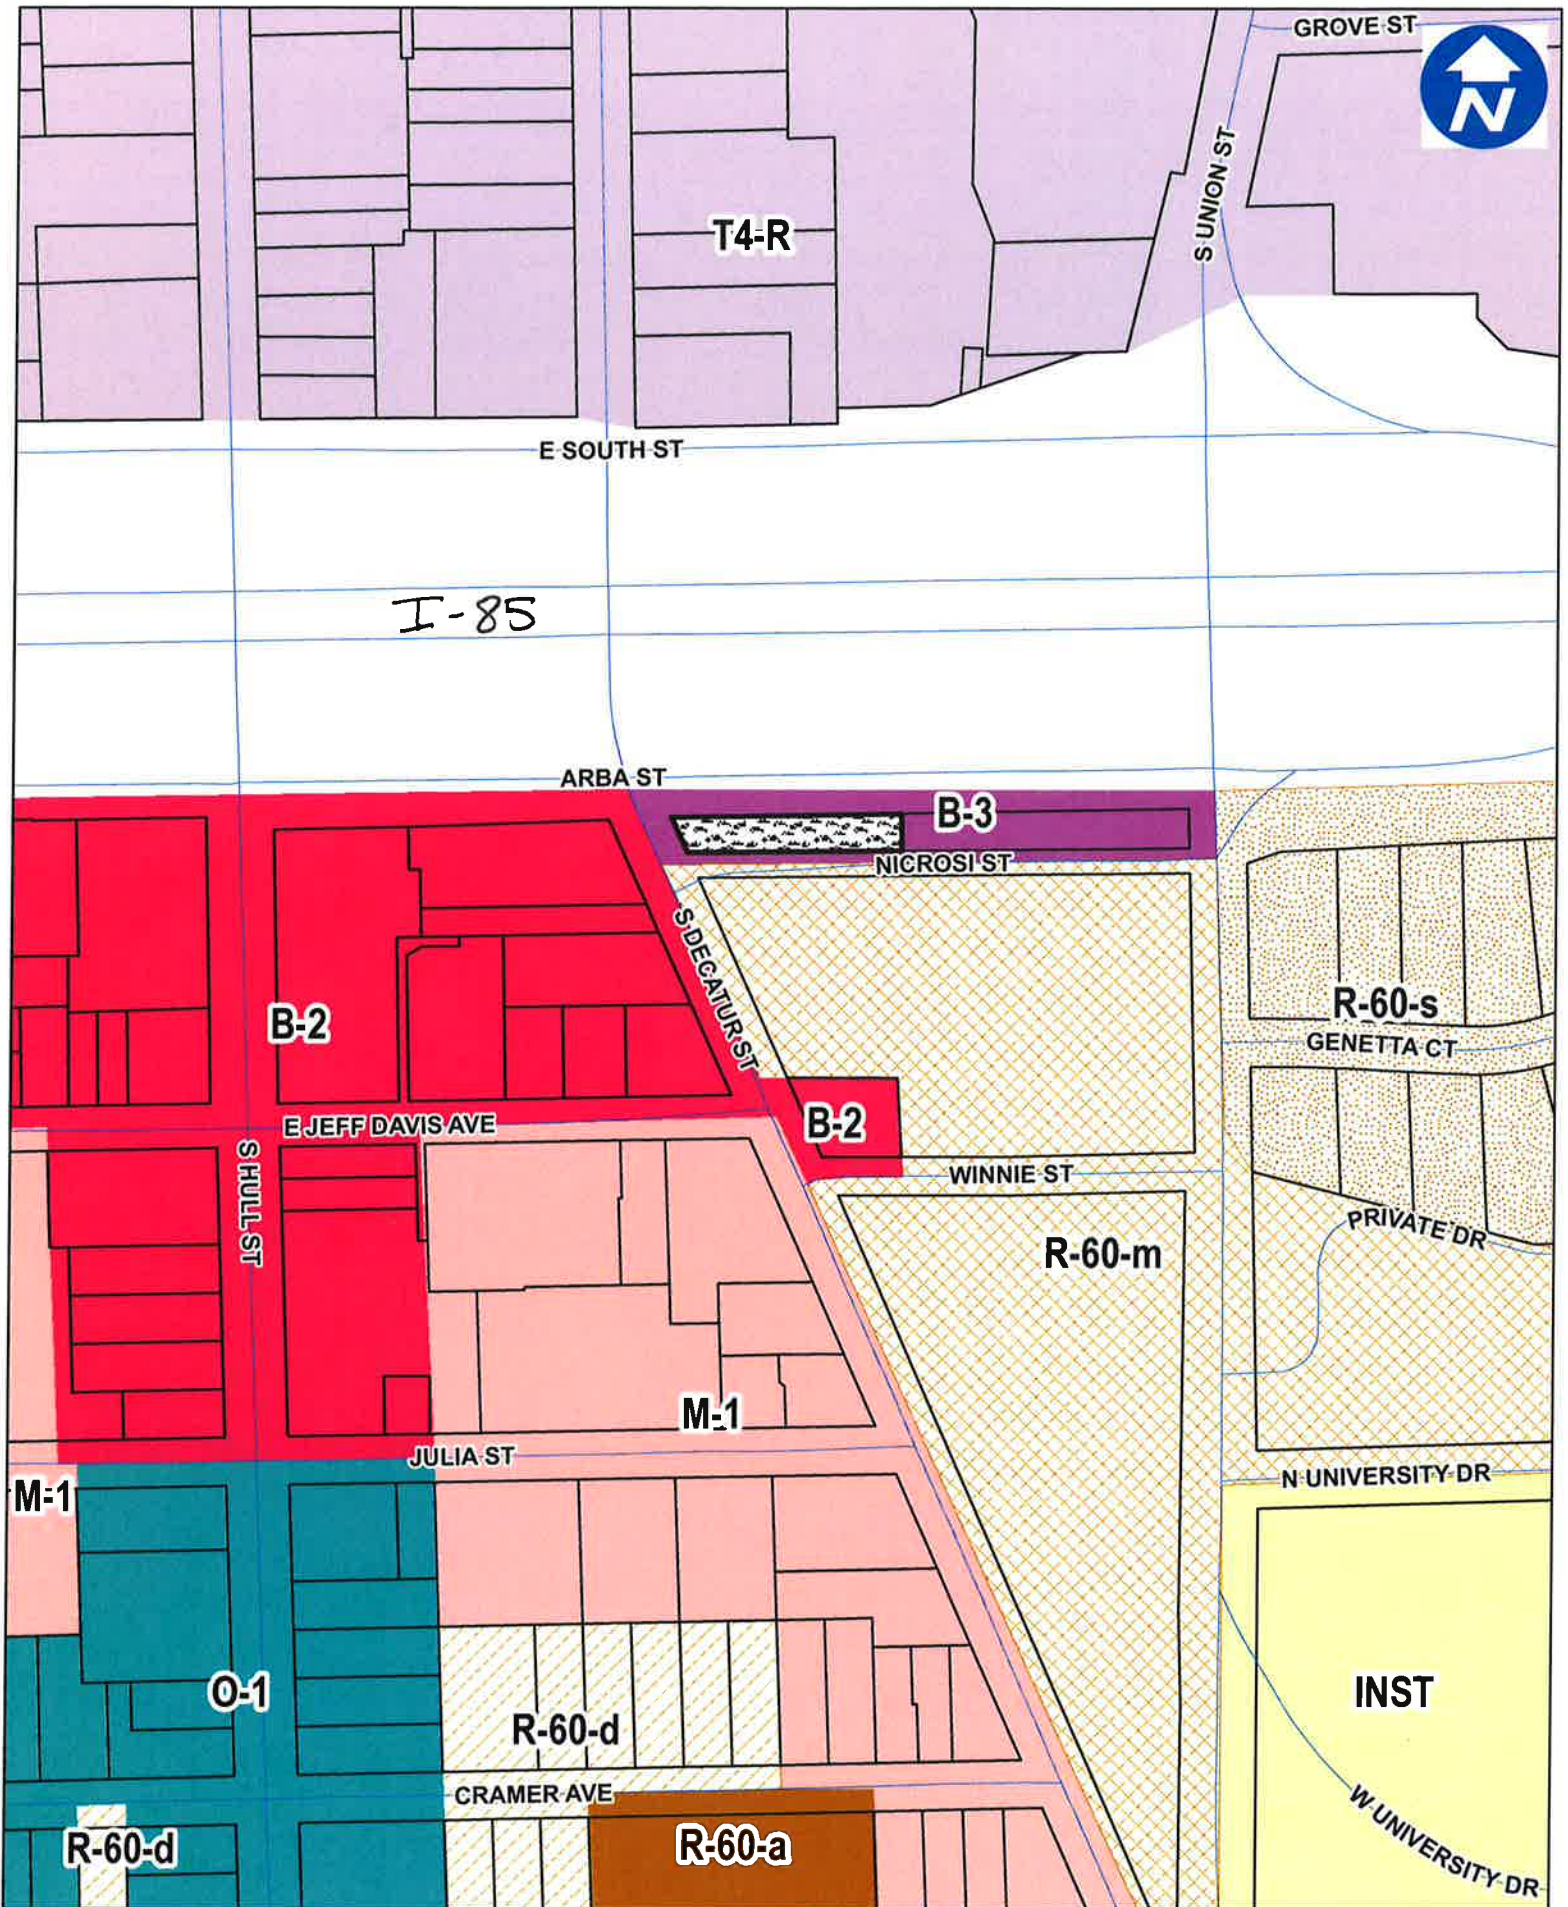 GROVE ST
N
S UNION ST
T4-R
E SOUTH ST
I-85
ARBA ST
B-3
NICROSI ST
S DECATUR ST
R-60-s
B-2
GENETTA CT
B-2
E JEFF DAVIS AVE
S HULL ST
WINNIE ST
PRIVATE DR
R-60-m
M-1
JULIA ST
N UNIVERSITY DR
M-1
O-1
INST
R-60-d
CRAMER AVE
W UNIVERSITY DR
R-60-d
R-60-a